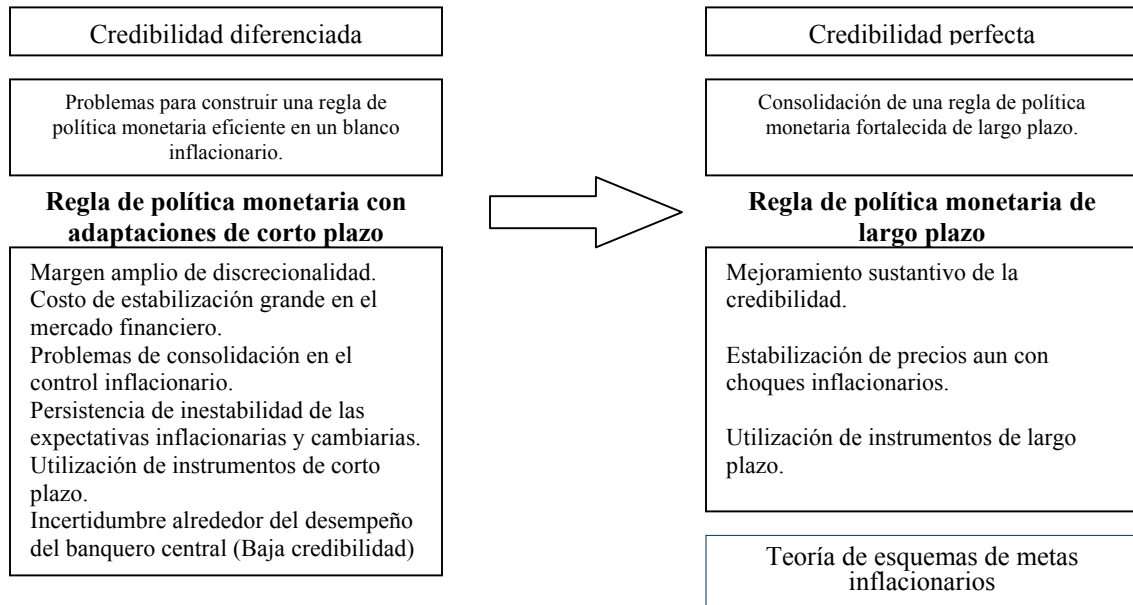 Credibilidad diferenciada
Problemas para construir una regla de
política monetaria eficiente en un blanco
inflacionario.
Regla de política monetaria con
adaptaciones de corto plazo
Margen amplio de discrecionalidad.
Costo de estabilización grande en el
mercado financiero.
Problemas de consolidación en el
control inflacionario.
Persistencia de inestabilidad de las
expectativas inflacionarias y cambiarias.
Utilización de instrumentos de corto
plazo.
Incertidumbre alrededor del desempeño
del banquero central (Baja credibilidad)
Credibilidad perfecta
Consolidación de una regla de política
monetaria fortalecida de largo plazo.
Regla de política monetaria de
largo plazo
Mejoramiento sustantivo de la
credibilidad.
Estabilización de precios aun con
choques inflacionarios.
Utilización de instrumentos de largo
plazo.
Teoría de esquemas de metas
inflacionarios